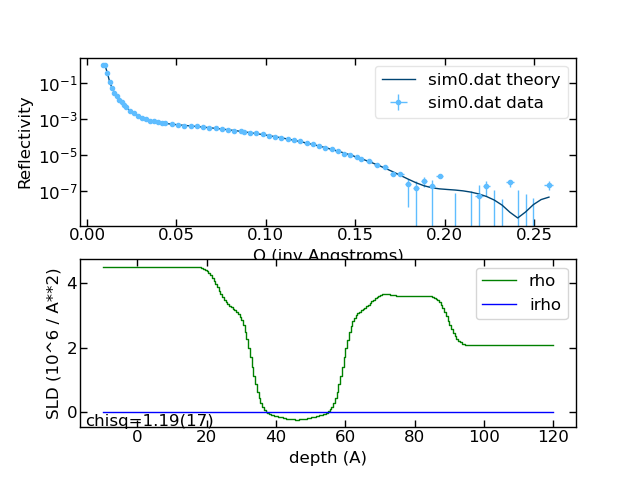 sim0.dat theory
sim0.dat data
Reflectivity
10⁻¹
10⁻³
10⁻⁵
10⁻⁷
0.00 0.05 0.10 0.15 0.20 0.25
Q (inv Angstroms)
rho
irho
SLD (10^6 / A**2)
4
2
0
chisq=1.19(17)
0 20 40 60 80 100 120
depth (A)